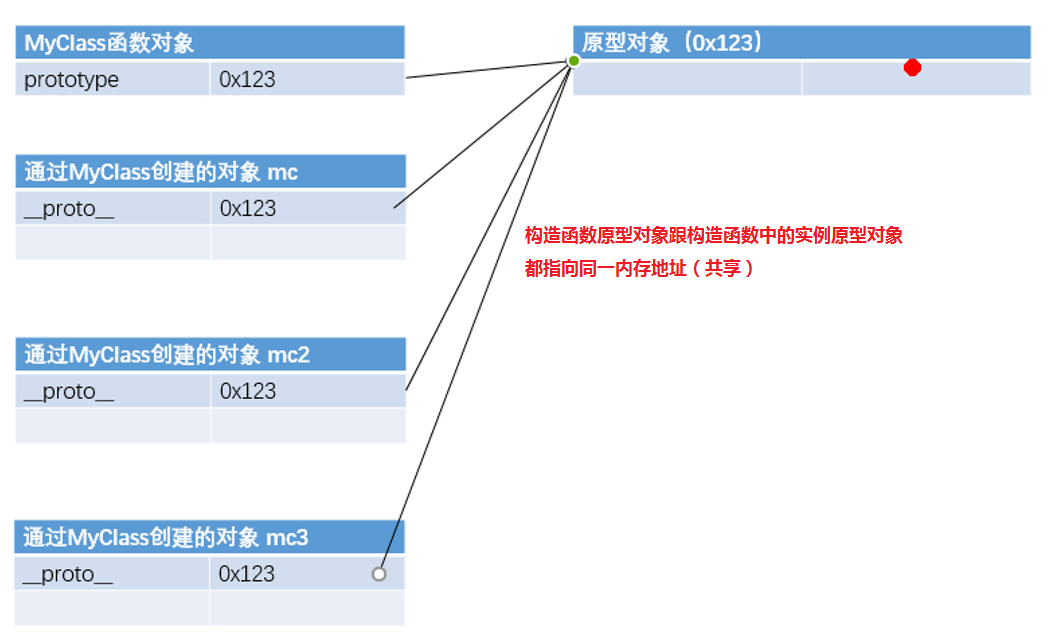 MyClass函数对象
prototype 0x123
原型对象（0x123）
通过MyClass创建的对象 mc
__proto__ 0x123
构造函数原型对象跟构造函数中的实例原型对象
都指向同一内存地址（共享）
通过MyClass创建的对象 mc2
__proto__ 0x123
通过MyClass创建的对象 mc3
__proto__ 0x123